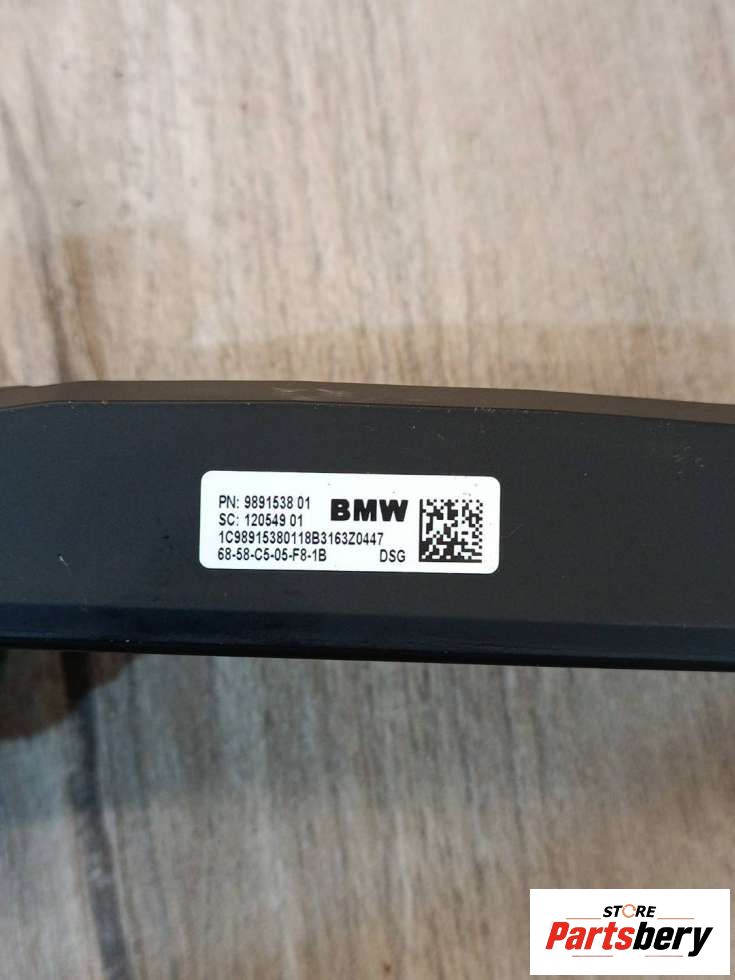 PN: 9891538 01
BMW
SC: 120549 01
1C98915380118B3163Z0447
68-58-C5-05-F8-1B
DSG
STORE
Partsbery